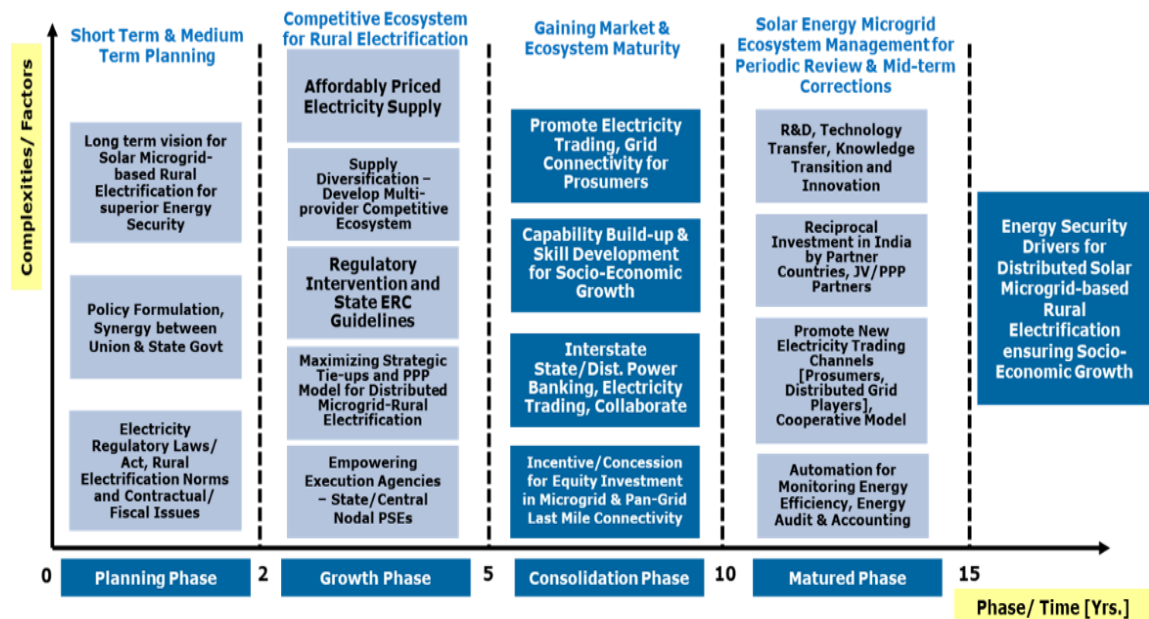 Complexities/ Factors
Short Term & Medium
Term Planning
Long term vision for
Solar Microgrid-
based Rural
Electrification for
superior Energy
Security
Policy Formulation,
Synergy between
Union & State Govt
Electricity
Regulatory Laws/
Act, Rural
Electrification Norms
and Contractual/
Fiscal Issues
Competitive Ecosystem
for Rural Electrification
Affordably Priced
Electricity Supply
Supply
Diversification –
Develop Multi-
provider Competitive
Ecosystem
Regulatory
Intervention and
State ERC
Guidelines
Maximizing Strategic
Tie-ups and PPP
Model for Distributed
Microgrid-Rural
Electrification
Empowering
Execution Agencies
– State/Central
Nodal PSEs
Gaining Market &
Ecosystem Maturity
Promote Electricity
Trading, Grid
Connectivity for
Prosumers
Capability Build-up &
Skill Development
for Socio-Economic
Growth
Interstate
State/Dist. Power
Banking, Electricity
Trading, Collaborate
Incentive/Concession
for Equity Investment
in Microgrid & Pan-Grid
Last Mile Connectivity
Solar Energy Microgrid
Ecosystem Management for
Periodic Review & Mid-term
Corrections
R&D, Technology
Transfer, Knowledge
Transition and
Innovation
Reciprocal
Investment in India
by Partner
Countries, JV/PPP
Partners
Promote New
Electricity Trading
Channels
[Prosumers,
Distributed Grid
Players],
Cooperative Model
Automation for
Monitoring Energy
Efficiency, Energy
Audit & Accounting
Energy Security
Drivers for
Distributed Solar
Microgrid-based
Rural
Electrification
ensuring Socio-
Economic Growth
0
Planning Phase
2
Growth Phase
5
Consolidation Phase
10
Matured Phase
15
Phase/ Time [Yrs.]